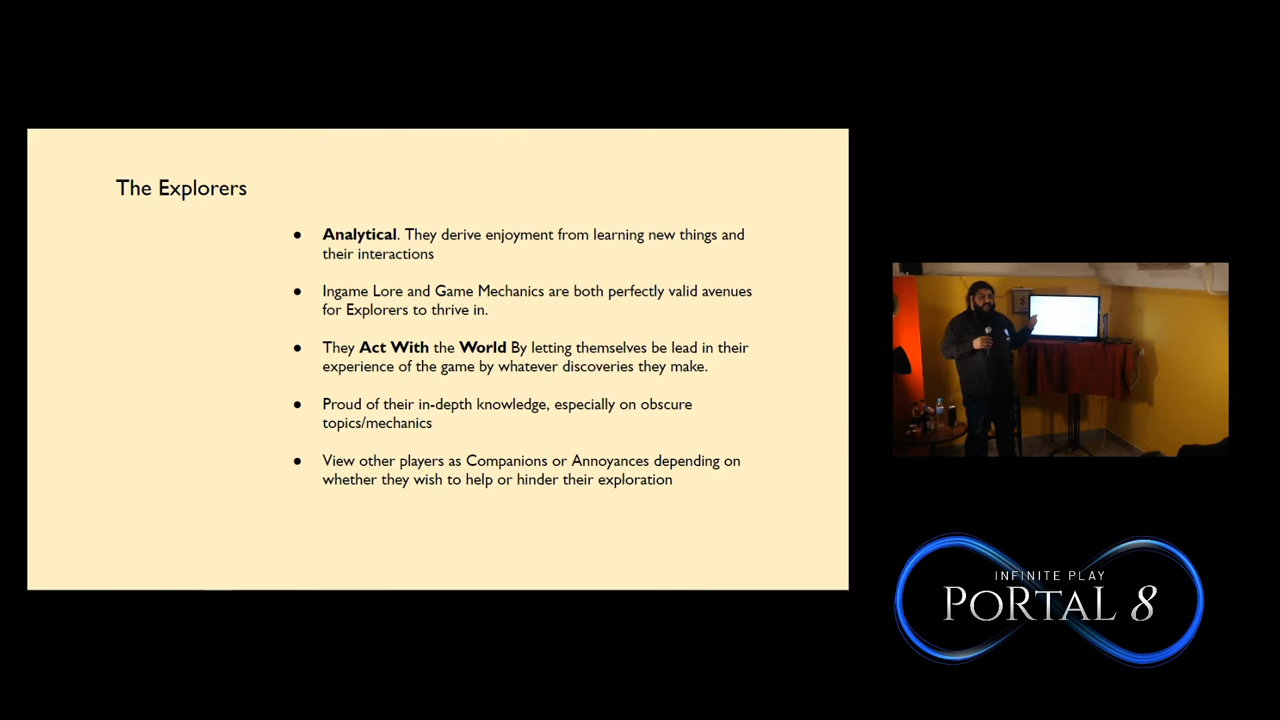 The Explorers
● Analytical. They derive enjoyment from learning new things and
their interactions
● Ingame Lore and Game Mechanics are both perfectly valid avenues
for Explorers to thrive in.
● They Act With the World By letting themselves be lead in their
experience of the game by whatever discoveries they make.
● Proud of their in-depth knowledge, especially on obscure
topics/mechanics
● View other players as Companions or Annoyances depending on
whether they wish to help or hinder their exploration
INFINITE PLAY
PORTAL 8